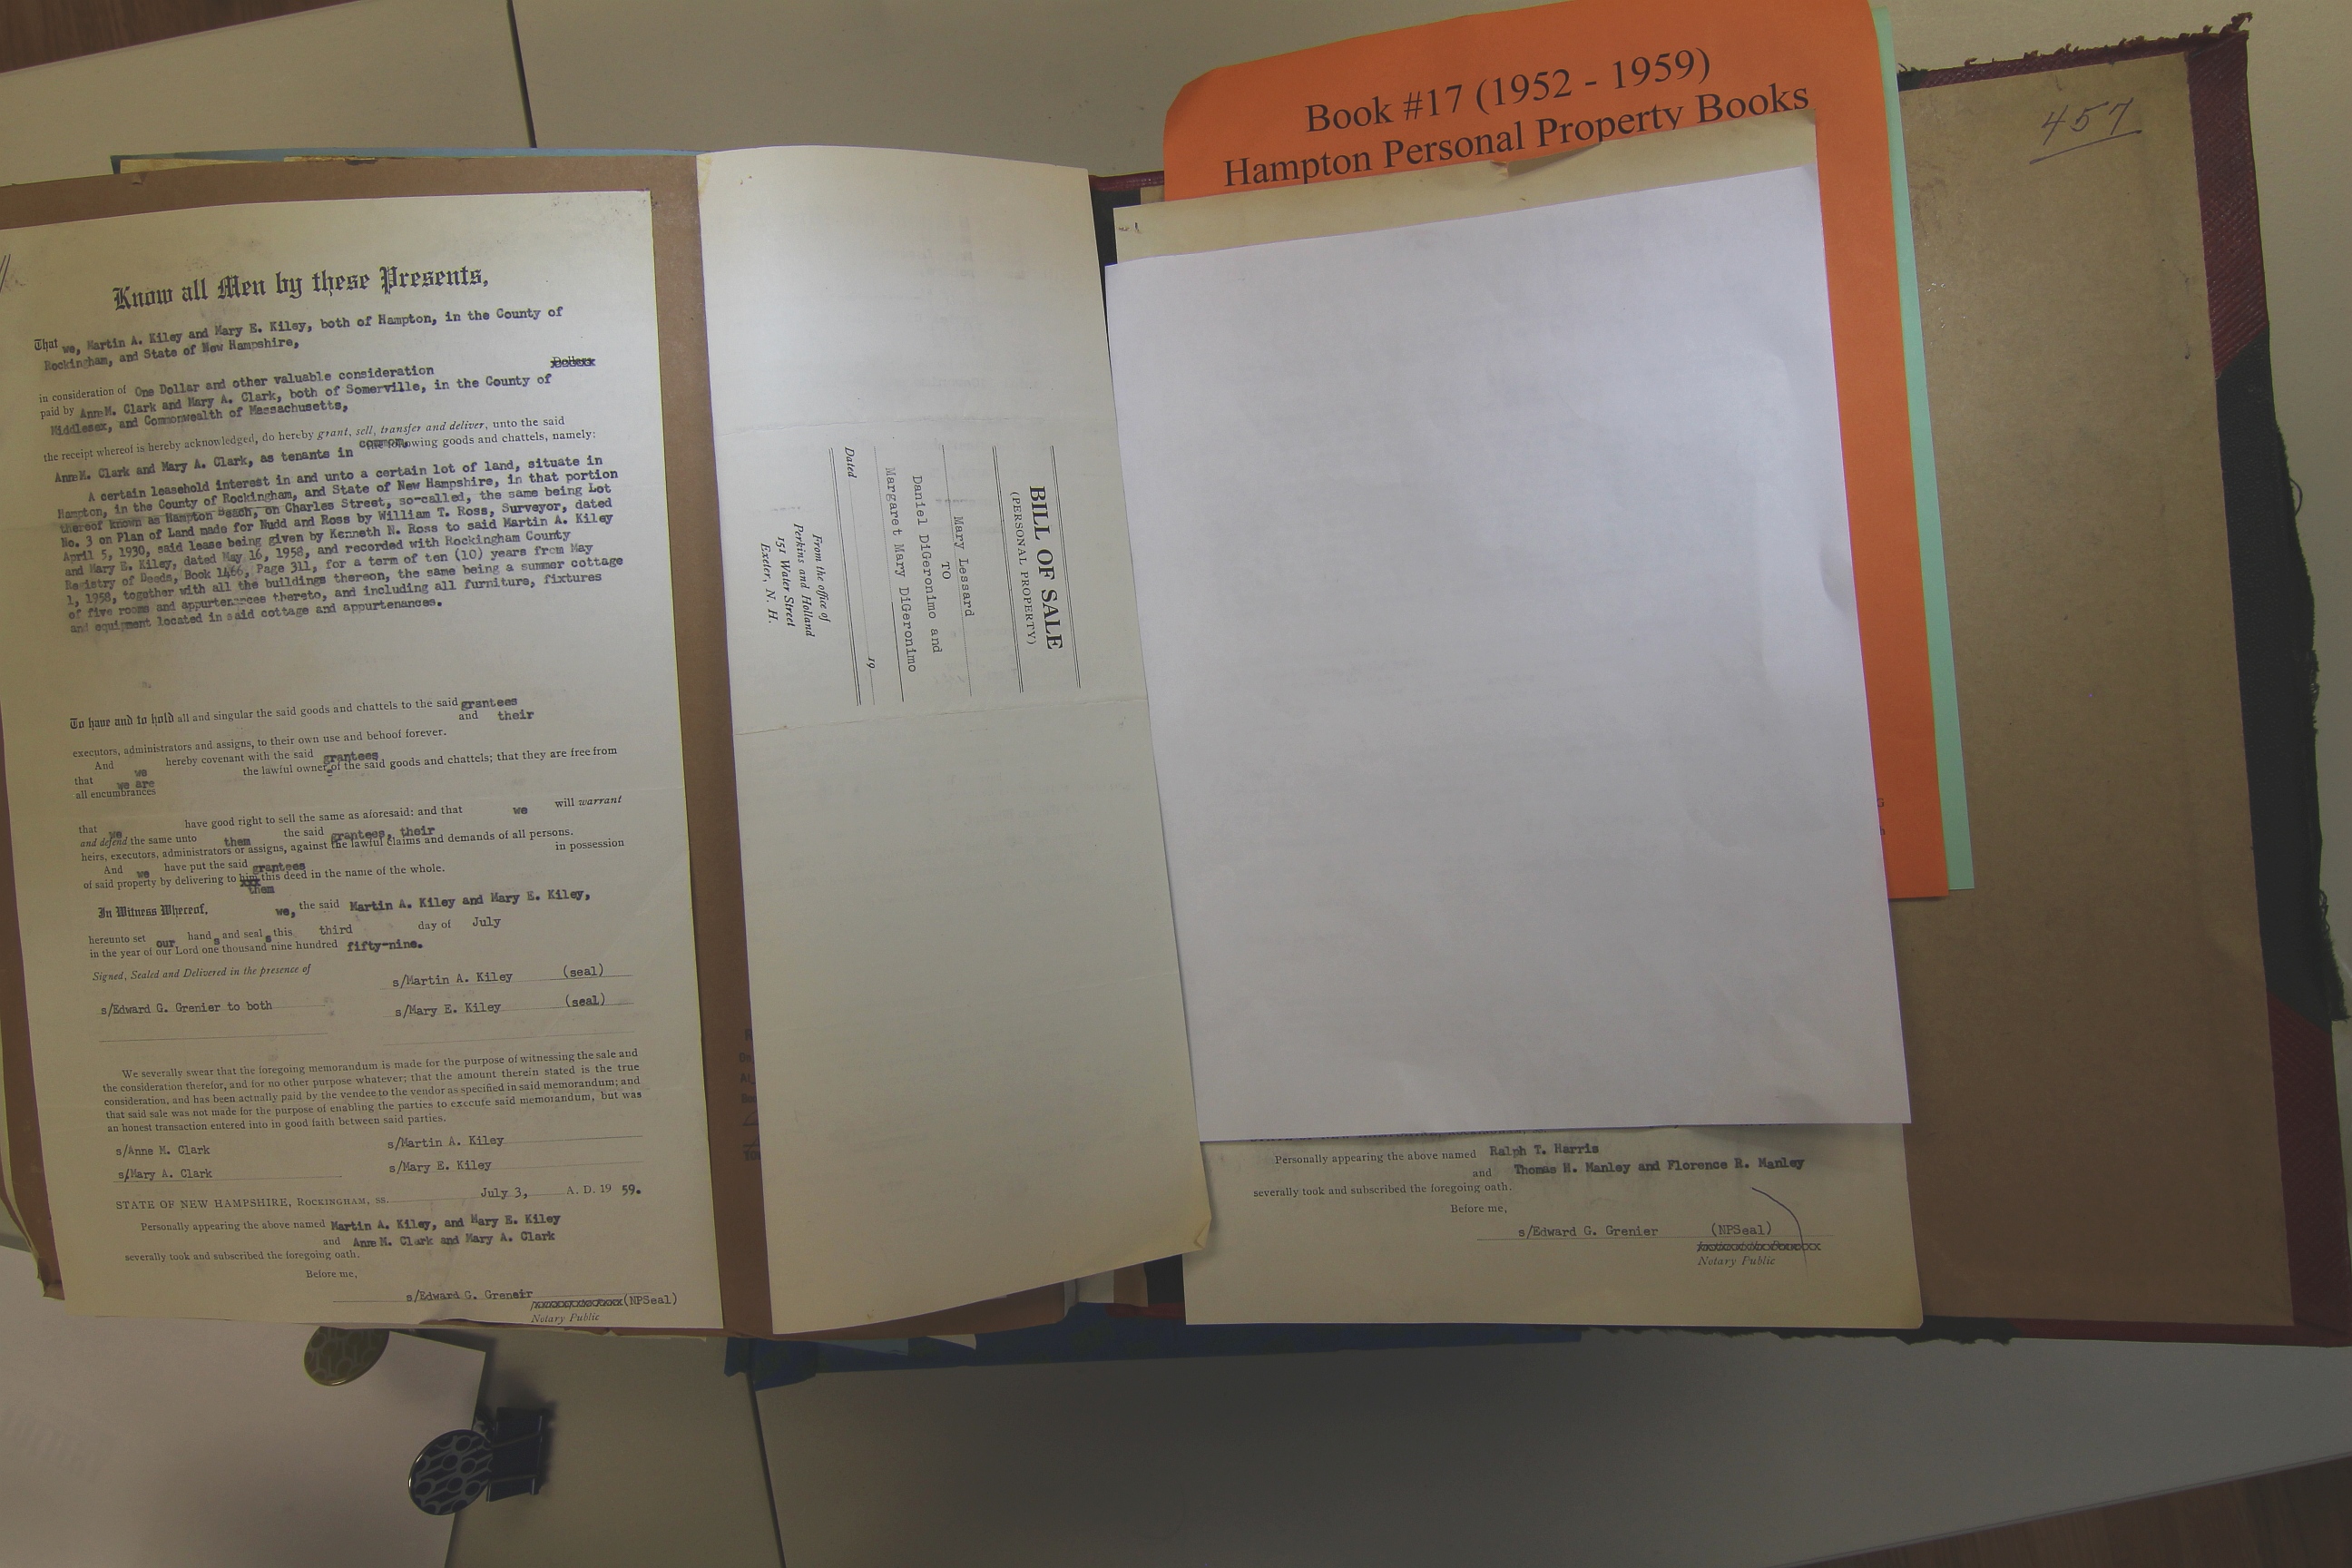 Know all Men by these Presents,
That we, Martin A. Kiley and Mary E. Kiley, both of Hampton, in the County of
Rockingham, and State of New Hampshire,
in consideration of One Dollar and other valuable consideration Dollars
paid by Anne M. Clark and Mary A. Clark, both of Somerville, in the County of
Middlesex, and Commonwealth of Massachusetts,
the receipt whereof is hereby acknowledged, do hereby grant, sell, transfer and deliver, unto the said
Anne M. Clark and Mary A. Clark, as tenants in common, the following goods and chattels, namely:
A certain leasehold interest in and unto a certain lot of land, situate in
Hampton, in the County of Rockingham, and State of New Hampshire, in that portion
thereof known as Hampton Beach, on Charles Street, so-called, the same being Lot
No. 3 on Plan of Land made for Nudd and Ross by William T. Ross, Surveyor, dated
April 5, 1930, said lease being given by Kenneth N. Ross to said Martin A. Kiley
and Mary E. Kiley, dated May 16, 1958, and recorded with Rockingham County
Registry of Deeds, Book 1466, Page 311, for a term of ten (10) years from May
1, 1958, together with all the buildings thereon, the same being a summer cottage
of five rooms and appurtenances thereto, and including all furniture, fixtures
and equipment located in said cottage and appurtenances.
To have and to hold all and singular the said goods and chattels to the said grantees
and their
executors, administrators and assigns, to their own use and behoof forever.
And we hereby covenant with the said grantees
that we are the lawful owners of the said goods and chattels; that they are free from
all encumbrances
that we have good right to sell the same as aforesaid: and that we will warrant
and defend the same unto them the said grantees, their
heirs, executors, administrators or assigns, against the lawful claims and demands of all persons.
And we have put the said grantees in possession
of said property by delivering to him this deed in the name of the whole.
them
In Witness Whereof, we, the said Martin A. Kiley and Mary E. Kiley,
hereunto set our hands and seals this third day of July
in the year of our Lord one thousand nine hundred fifty-nine.
Signed, Sealed and Delivered in the presence of
s/Martin A. Kiley (seal)
s/Edward G. Grenier to both
s/Mary E. Kiley (seal)
We severally swear that the foregoing memorandum is made for the purpose of witnessing the sale and
the consideration therefor, and for no other purpose whatever; that the amount therein stated is the true
consideration, and has been actually paid by the vendee to the vendor as specified in said memorandum; and
that said sale was not made for the purpose of enabling the parties to execute said memorandum, but was
an honest transaction entered into in good faith between said parties.
s/Anne M. Clark s/Martin A. Kiley
s/Mary A. Clark s/Mary E. Kiley
STATE OF NEW HAMPSHIRE, ROCKINGHAM, SS. July 3, A. D. 19 59.
Personally appearing the above named Martin A. Kiley, and Mary E. Kiley
and Anne M. Clark and Mary A. Clark
severally took and subscribed the foregoing oath.
Before me,
s/Edward G. Greneir
(NPSeal)
Notary Public
BILL OF SALE
(PERSONAL PROPERTY)
Mary Lessard
TO
Daniel DiGeronimo and
Margaret Mary DiGeronimo
Dated 19
From the office of
Perkins and Holland
151 Water Street
Exeter, N. H.
Book #17 (1952 - 1959)
Hampton Personal Property Books
457
Personally appearing the above named Ralph T. Harris
and Thomas H. Manley and Florence R. Manley
severally took and subscribed the foregoing oath.
Before me,
s/Edward G. Grenier (NPSeal)
Notary Public